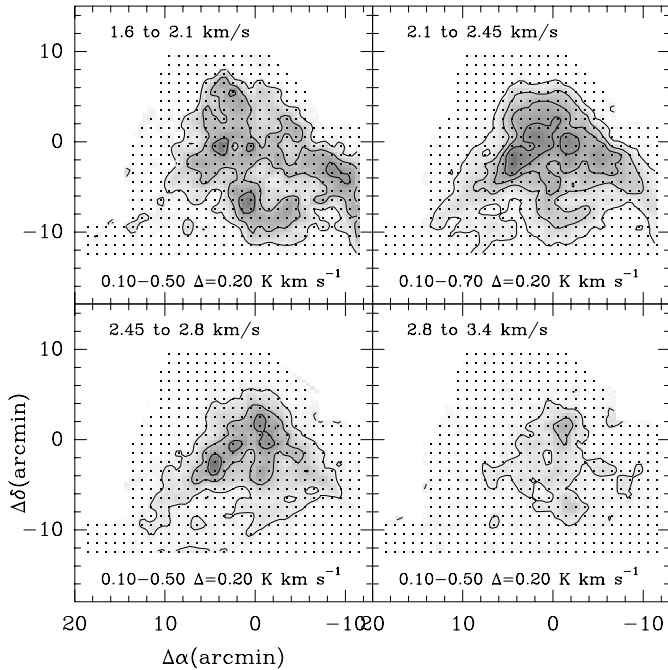 1.6 to 2.1 km/s
2.1 to 2.45 km/s
10
0
−10
0.10−0.50 Δ=0.20 K km s⁻¹
0.10−0.70 Δ=0.20 K km s⁻¹
2.45 to 2.8 km/s
2.8 to 3.4 km/s
10
0
−10
Δδ(arcmin)
0.10−0.50 Δ=0.20 K km s⁻¹
0.10−0.50 Δ=0.20 K km s⁻¹
20 10 0 −1020 10 0 −10
Δα(arcmin)